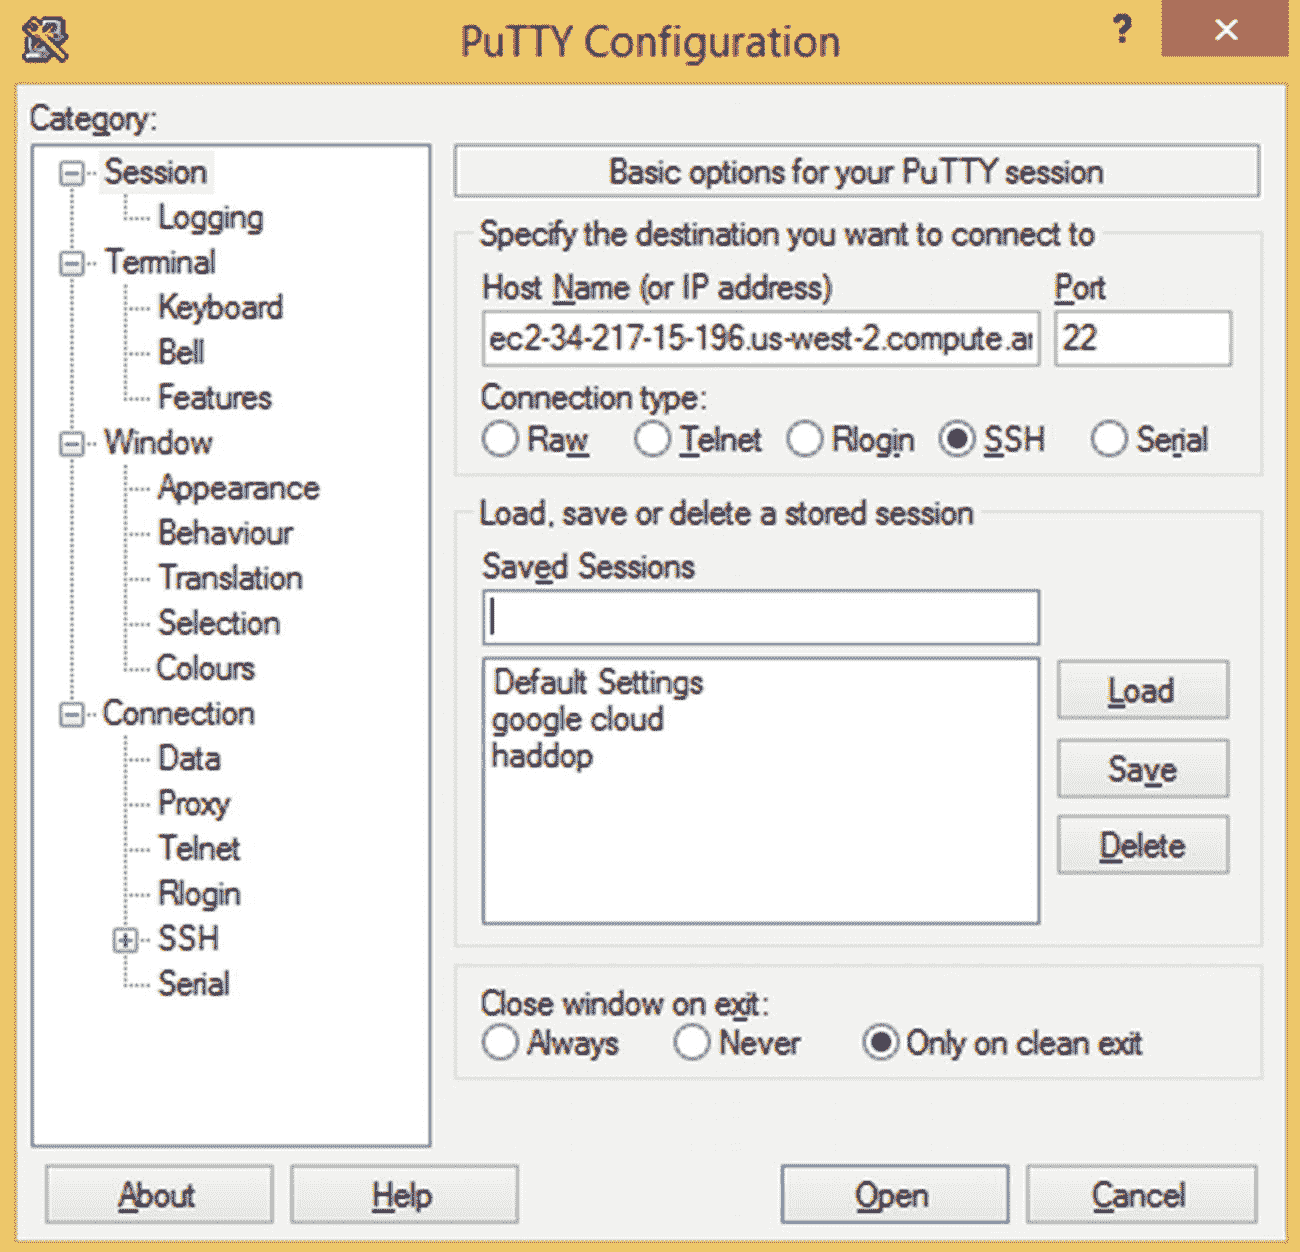 PuTTY Configuration
?
Category:
Session
Logging
Terminal
Keyboard
Bell
Features
Window
Appearance
Behaviour
Translation
Selection
Colours
Connection
Data
Proxy
Telnet
Rlogin
SSH
Serial
Basic options for your PuTTY session
Specify the destination you want to connect to
Host Name (or IP address) Port
ec2-34-217-15-196.us-west-2.compute.ar 22
Connection type:
Raw Telnet Rlogin SSH Serial
Load, save or delete a stored session
Saved Sessions
Default Settings
google cloud
haddop
Load
Save
Delete
Close window on exit:
Always Never Only on clean exit
About Help Open Cancel